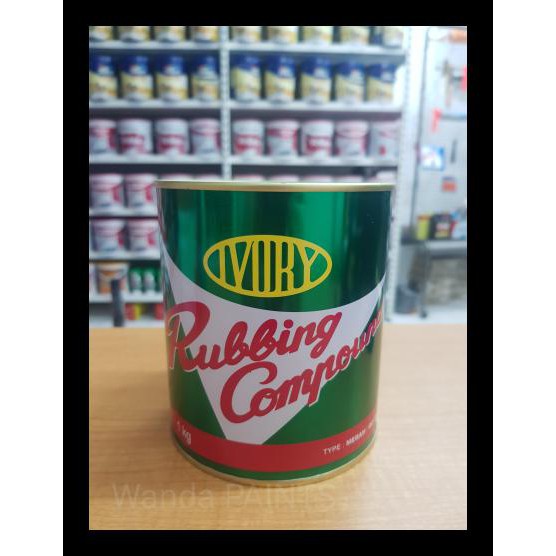 IVORY
Rubbing
Compound
1 kg
TYPE : MERAH
Wanda PAINTS